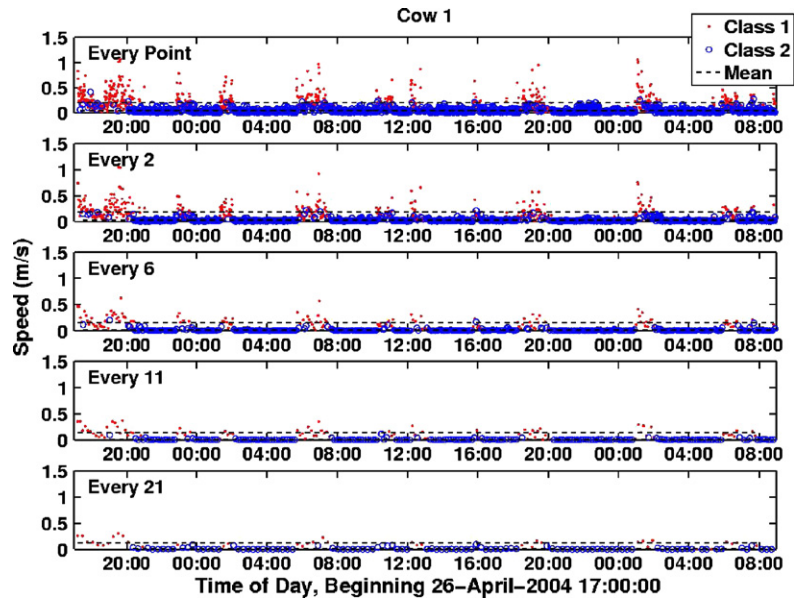 Cow 1
Class 1
Class 2
Mean
Speed (m/s)
Every Point
1.5
1
0.5
0
20:00 00:00 04:00 08:00 12:00 16:00 20:00 00:00 04:00 08:00
Every 2
1.5
1
0.5
0
20:00 00:00 04:00 08:00 12:00 16:00 20:00 00:00 04:00 08:00
Every 6
1.5
1
0.5
0
20:00 00:00 04:00 08:00 12:00 16:00 20:00 00:00 04:00 08:00
Every 11
1.5
1
0.5
0
20:00 00:00 04:00 08:00 12:00 16:00 20:00 00:00 04:00 08:00
Every 21
1.5
1
0.5
0
20:00 00:00 04:00 08:00 12:00 16:00 20:00 00:00 04:00 08:00
Time of Day, Beginning 26-April-2004 17:00:00